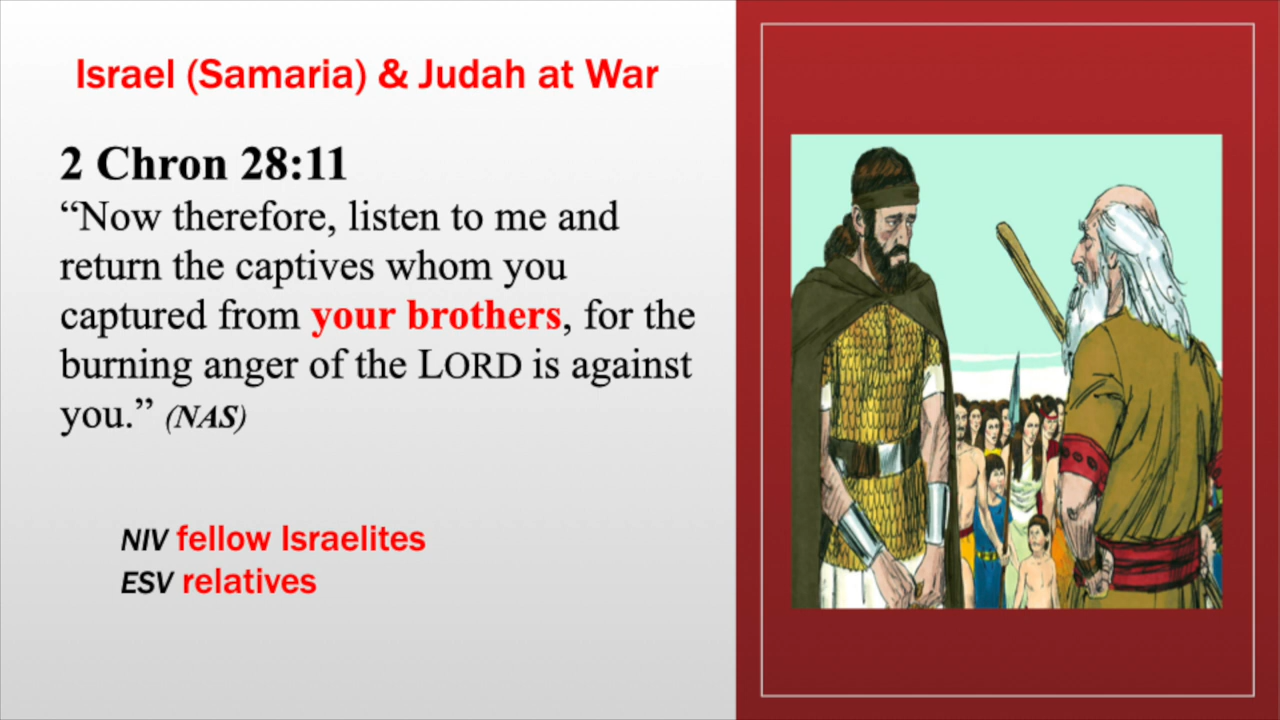 Israel (Samaria) & Judah at War
2 Chron 28:11
“Now therefore, listen to me and
return the captives whom you
captured from your brothers, for the
burning anger of the LORD is against
you.” (NAS)
NIV fellow Israelites
ESV relatives